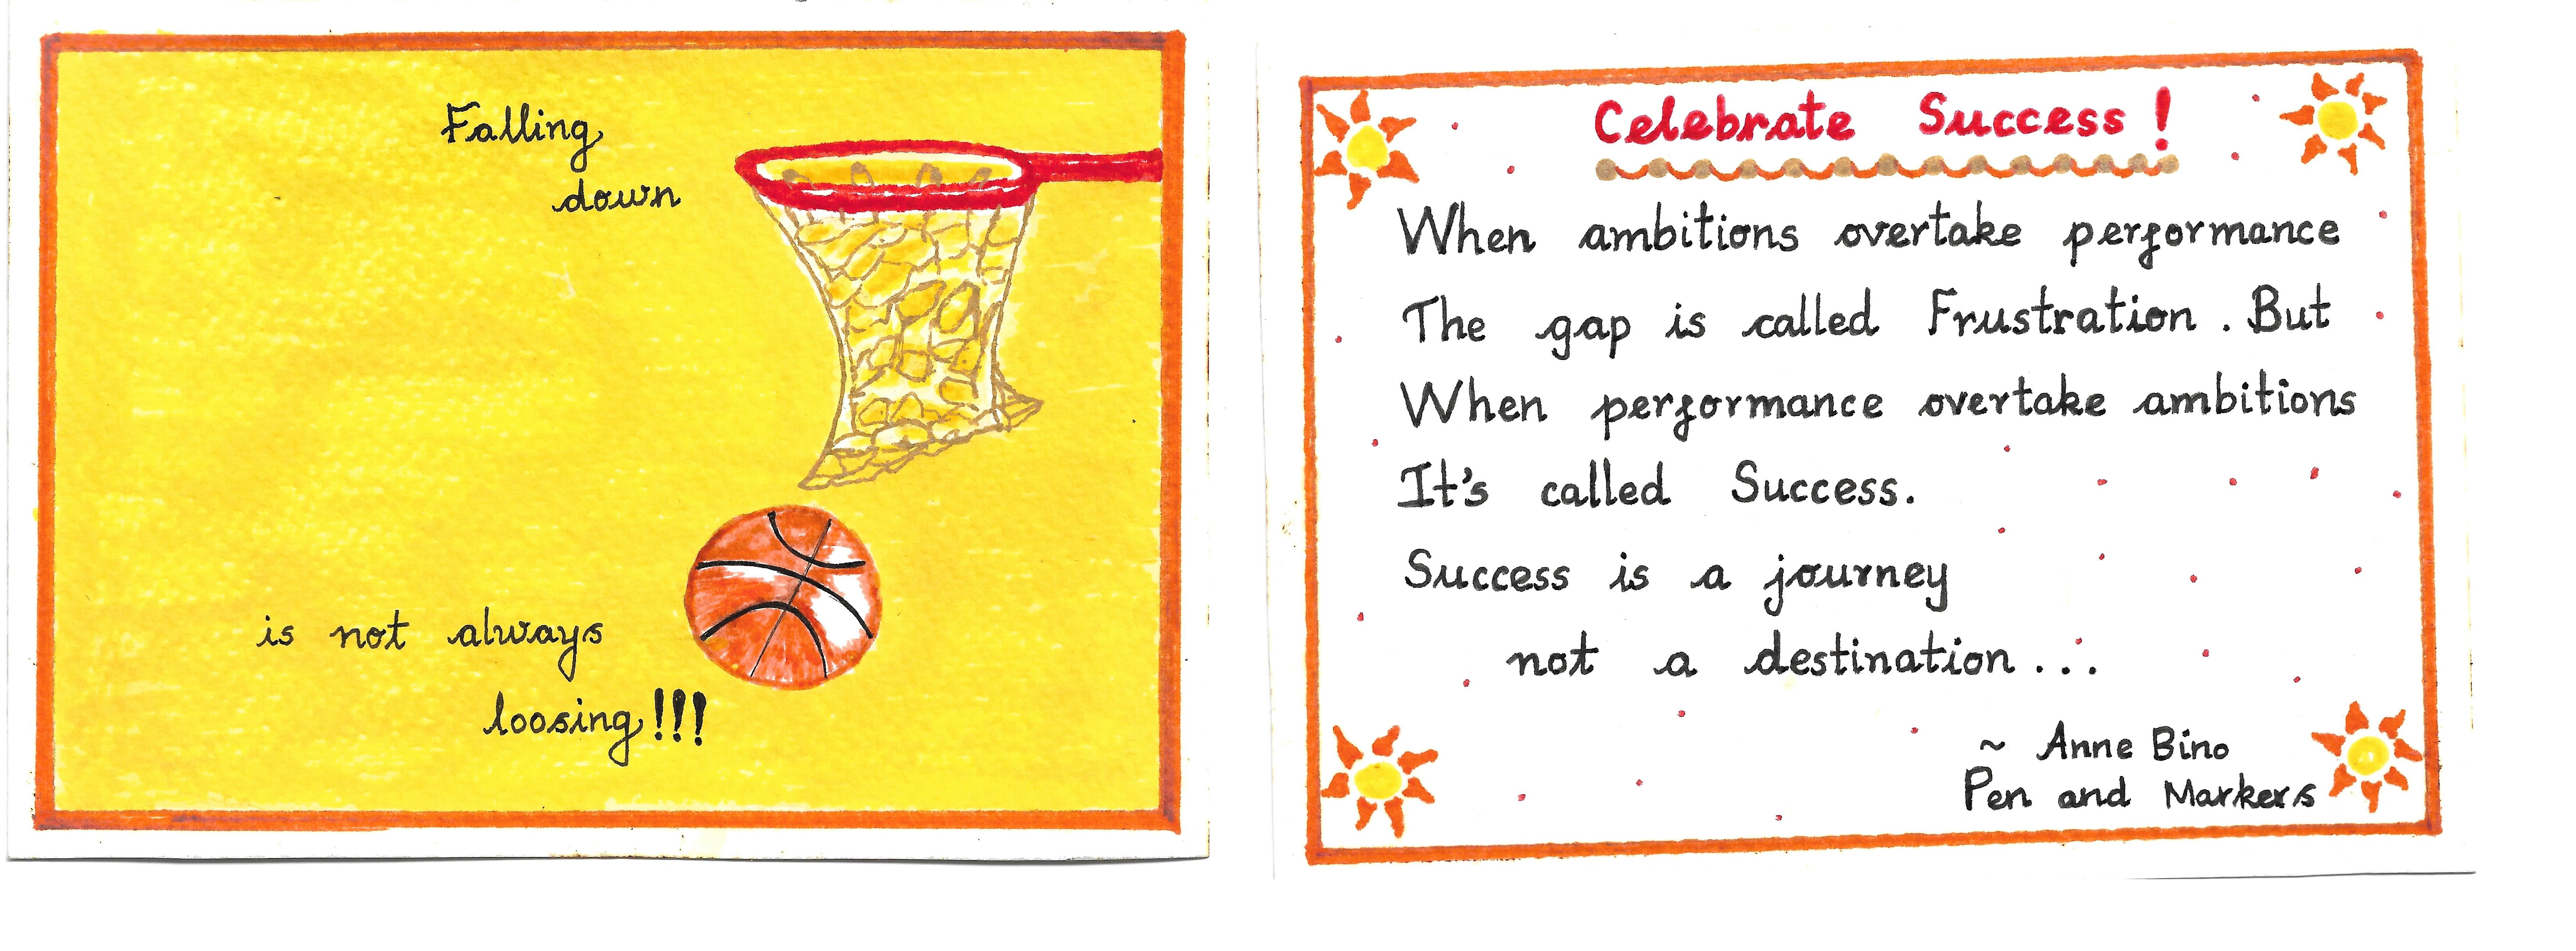 Falling
down
is not always
loosing!!!
Celebrate Success!
When ambitions overtake performance
The gap is called Frustration. But
When performance overtake ambitions
It's called Success.
Success is a journey
not a destination...
~ Anne Bino
Pen and Markers